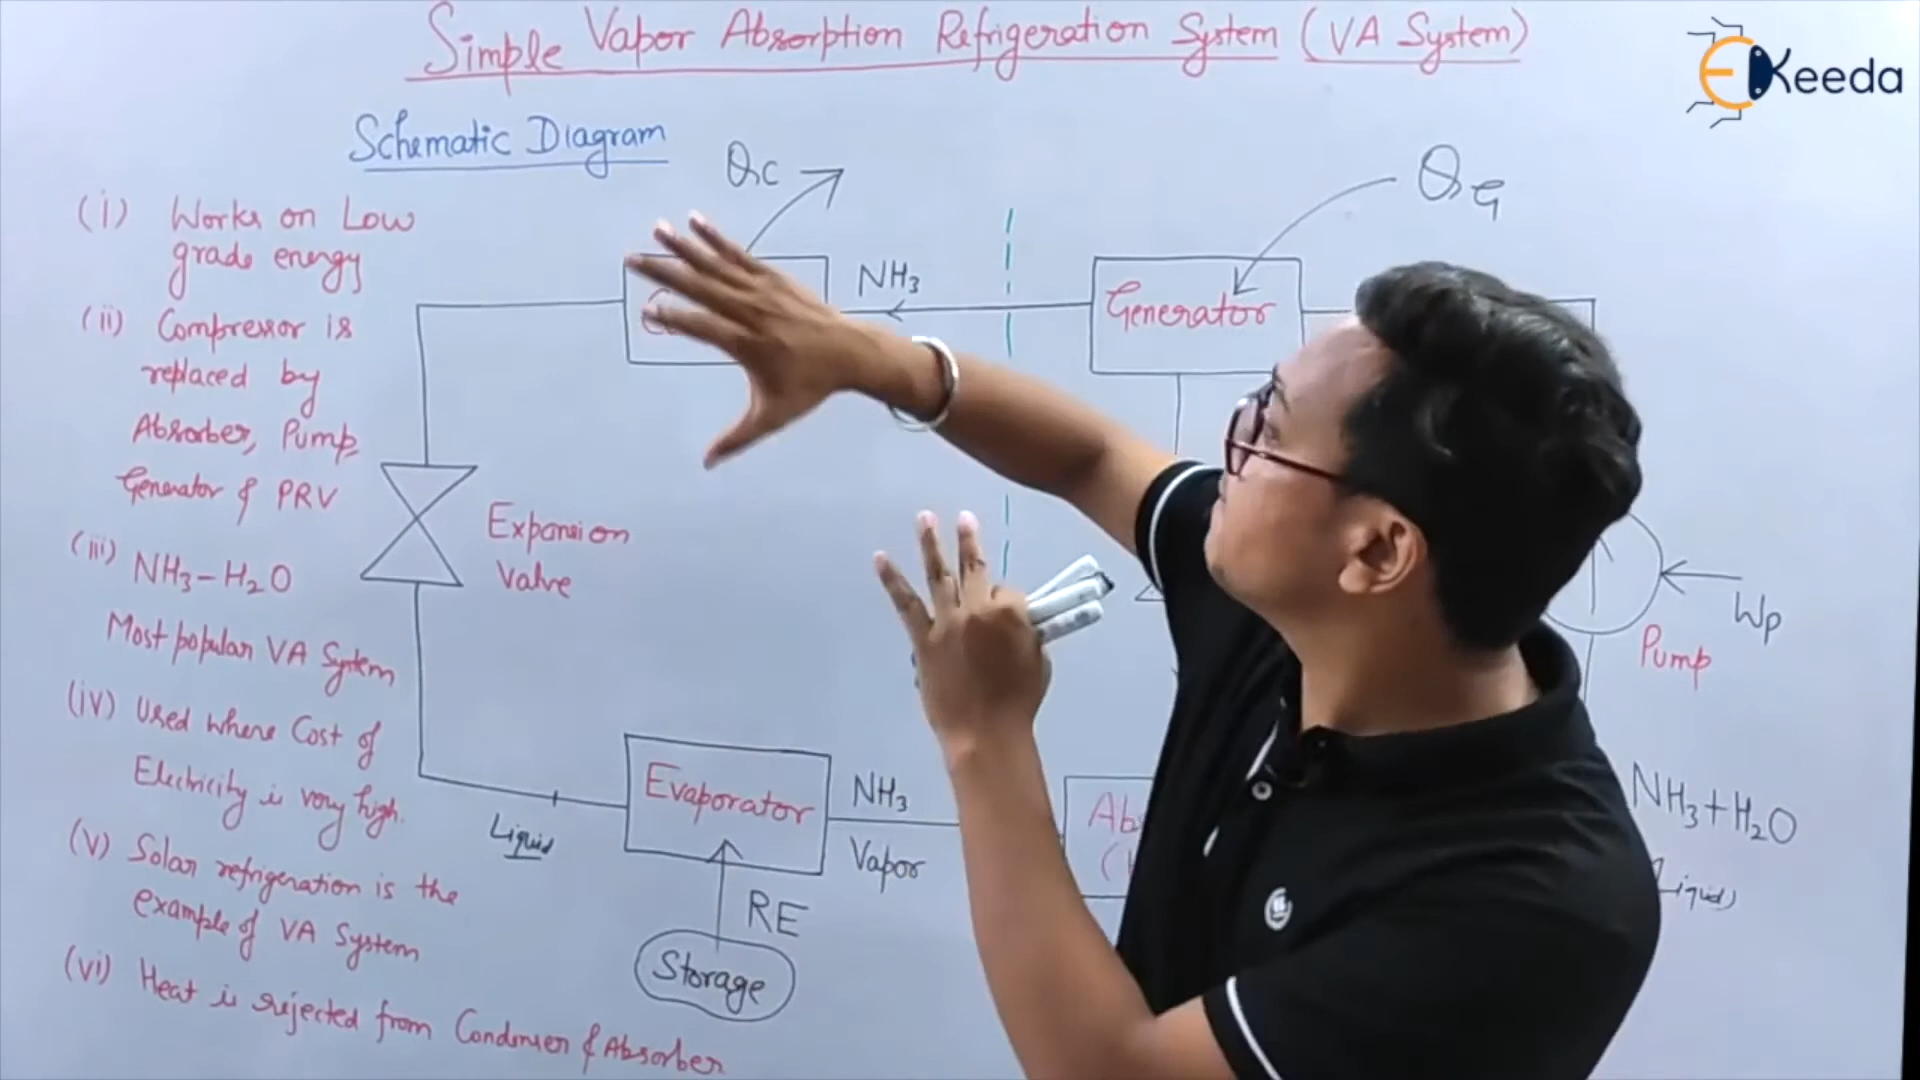 Simple Vapor Absorption Refrigeration System (VA System)
EKeeda
Schematic Diagram
QC
QG
(i) Works on Low
grade energy
NH3
Generator
(ii) Compressor is
replaced by
Absorber, Pump,
Generator & PRV
Expansion
Valve
(iii) NH3-H2O
Most popular VA System
Wp
Pump
(iv) Used where Cost of
Electricity is very high.
Evaporator
NH3
Vapor
NH3+H2O
Liquid
(v) Solar refrigeration is the
example of VA System
RE
Storage
(vi) Heat is rejected from Condenser & Absorber